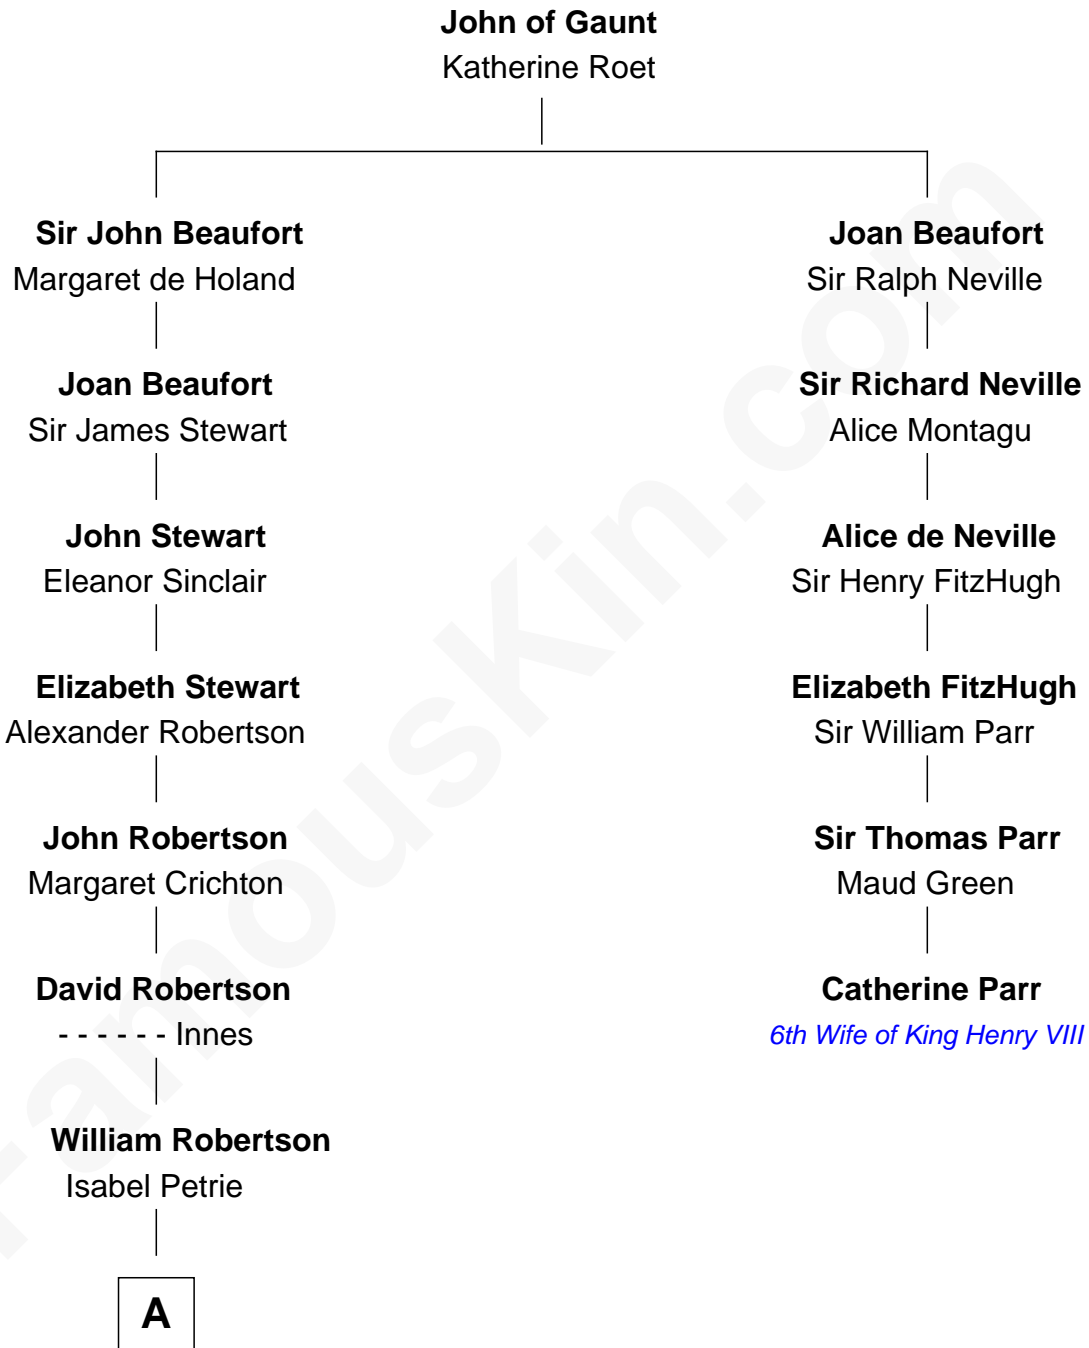 John of Gaunt
Katherine Roet
Sir John Beaufort
Margaret de Holand
Joan Beaufort
Sir James Stewart
John Stewart
Eleanor Sinclair
Elizabeth Stewart
Alexander Robertson
John Robertson
Margaret Crichton
David Robertson
- - - - - - Innes
William Robertson
Isabel Petrie
A
Joan Beaufort
Sir Ralph Neville
Sir Richard Neville
Alice Montagu
Alice de Neville
Sir Henry FitzHugh
Elizabeth FitzHugh
Sir William Parr
Sir Thomas Parr
Maud Green
Catherine Parr
6th Wife of King Henry VIII
FamousKin.com